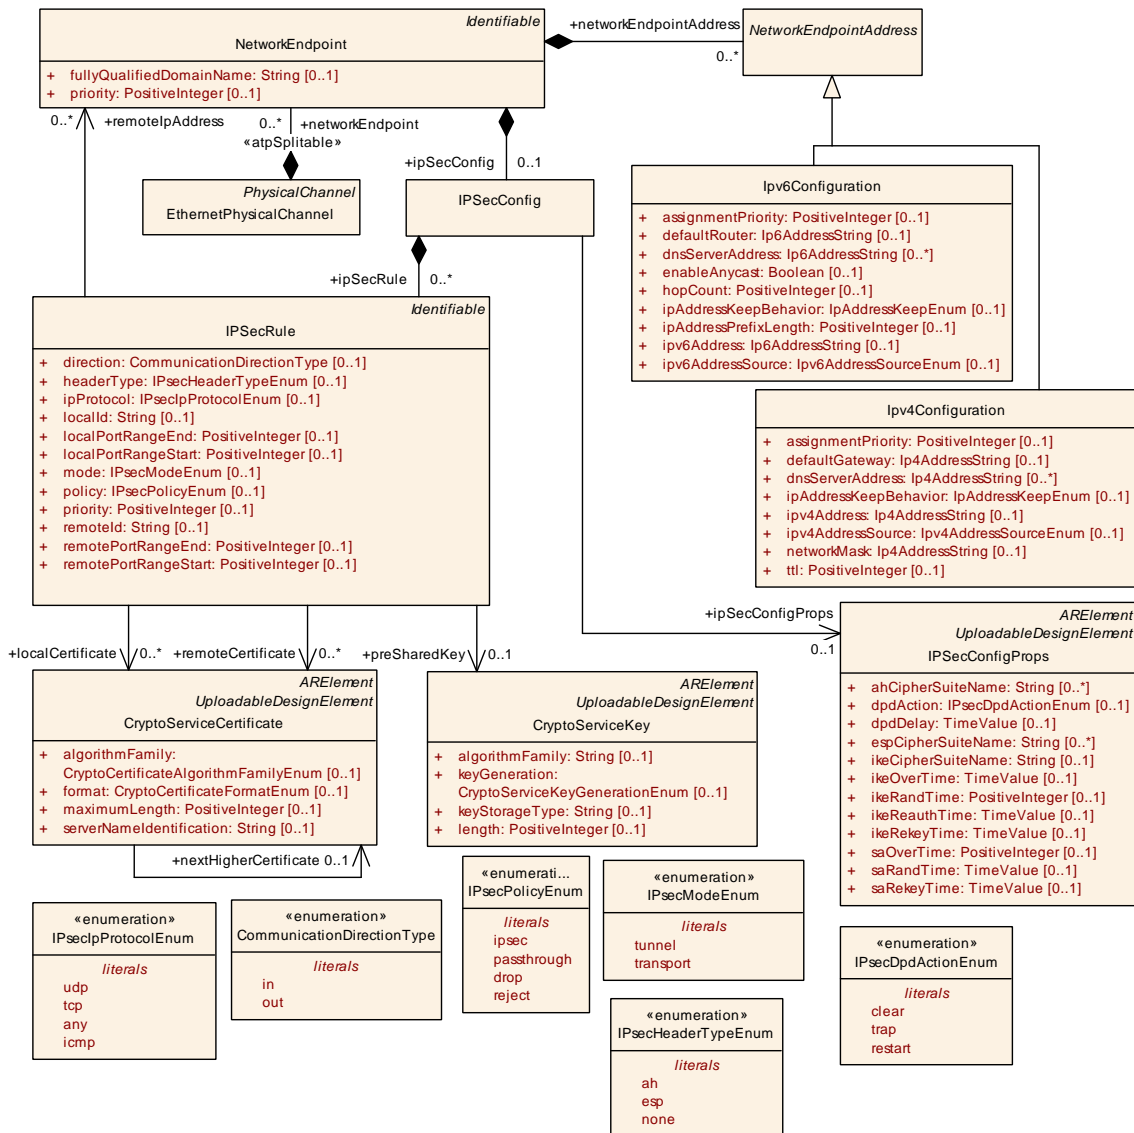 Identifiable
NetworkEndpoint
+ fullyQualifiedDomainName: String [0..1]
+ priority: PositiveInteger [0..1]
+networkEndpointAddress
0..*
NetworkEndpointAddress
0..*
+remoteIpAddress
0..*
+networkEndpoint
«atpSplitable»
+ipSecConfig
0..1
PhysicalChannel
EthernetPhysicalChannel
IPSecConfig
+ipSecRule
0..*
Ipv6Configuration
+ assignmentPriority: PositiveInteger [0..1]
+ defaultRouter: Ip6AddressString [0..1]
+ dnsServerAddress: Ip6AddressString [0..*]
+ enableAnycast: Boolean [0..1]
+ hopCount: PositiveInteger [0..1]
+ ipAddressKeepBehavior: IpAddressKeepEnum [0..1]
+ ipAddressPrefixLength: PositiveInteger [0..1]
+ ipv6Address: Ip6AddressString [0..1]
+ ipv6AddressSource: Ipv6AddressSourceEnum [0..1]
Identifiable
IPSecRule
+ direction: CommunicationDirectionType [0..1]
+ headerType: IPsecHeaderTypeEnum [0..1]
+ ipProtocol: IPsecIpProtocolEnum [0..1]
+ localId: String [0..1]
+ localPortRangeEnd: PositiveInteger [0..1]
+ localPortRangeStart: PositiveInteger [0..1]
+ mode: IPsecModeEnum [0..1]
+ policy: IPsecPolicyEnum [0..1]
+ priority: PositiveInteger [0..1]
+ remoteId: String [0..1]
+ remotePortRangeEnd: PositiveInteger [0..1]
+ remotePortRangeStart: PositiveInteger [0..1]
Ipv4Configuration
+ assignmentPriority: PositiveInteger [0..1]
+ defaultGateway: Ip4AddressString [0..1]
+ dnsServerAddress: Ip4AddressString [0..*]
+ ipAddressKeepBehavior: IpAddressKeepEnum [0..1]
+ ipv4Address: Ip4AddressString [0..1]
+ ipv4AddressSource: Ipv4AddressSourceEnum [0..1]
+ networkMask: Ip4AddressString [0..1]
+ ttl: PositiveInteger [0..1]
+localCertificate
0..*
+remoteCertificate
0..*
+preSharedKey
0..1
+ipSecConfigProps
0..1
ARElement
UploadableDesignElement
CryptoServiceCertificate
+ algorithmFamily:
CryptoCertificateAlgorithmFamilyEnum [0..1]
+ format: CryptoCertificateFormatEnum [0..1]
+ maximumLength: PositiveInteger [0..1]
+ serverNameIdentification: String [0..1]
+nextHigherCertificate 0..1
ARElement
UploadableDesignElement
CryptoServiceKey
+ algorithmFamily: String [0..1]
+ keyGeneration:
CryptoServiceKeyGenerationEnum [0..1]
+ keyStorageType: String [0..1]
+ length: PositiveInteger [0..1]
ARElement
UploadableDesignElement
IPSecConfigProps
+ ahCipherSuiteName: String [0..*]
+ dpdAction: IPsecDpdActionEnum [0..1]
+ dpdDelay: TimeValue [0..1]
+ espCipherSuiteName: String [0..*]
+ ikeCipherSuiteName: String [0..1]
+ ikeOverTime: TimeValue [0..1]
+ ikeRandTime: PositiveInteger [0..1]
+ ikeReauthTime: TimeValue [0..1]
+ ikeRekeyTime: TimeValue [0..1]
+ saOverTime: PositiveInteger [0..1]
+ saRandTime: TimeValue [0..1]
+ saRekeyTime: TimeValue [0..1]
«enumeration»
IPsecIpProtocolEnum
literals
udp
tcp
any
icmp
«enumeration»
CommunicationDirectionType
literals
in
out
«enumerati...
IPsecPolicyEnum
literals
ipsec
passthrough
drop
reject
«enumeration»
IPsecModeEnum
literals
tunnel
transport
«enumeration»
IPsecHeaderTypeEnum
literals
ah
esp
none
«enumeration»
IPsecDpdActionEnum
literals
clear
trap
restart